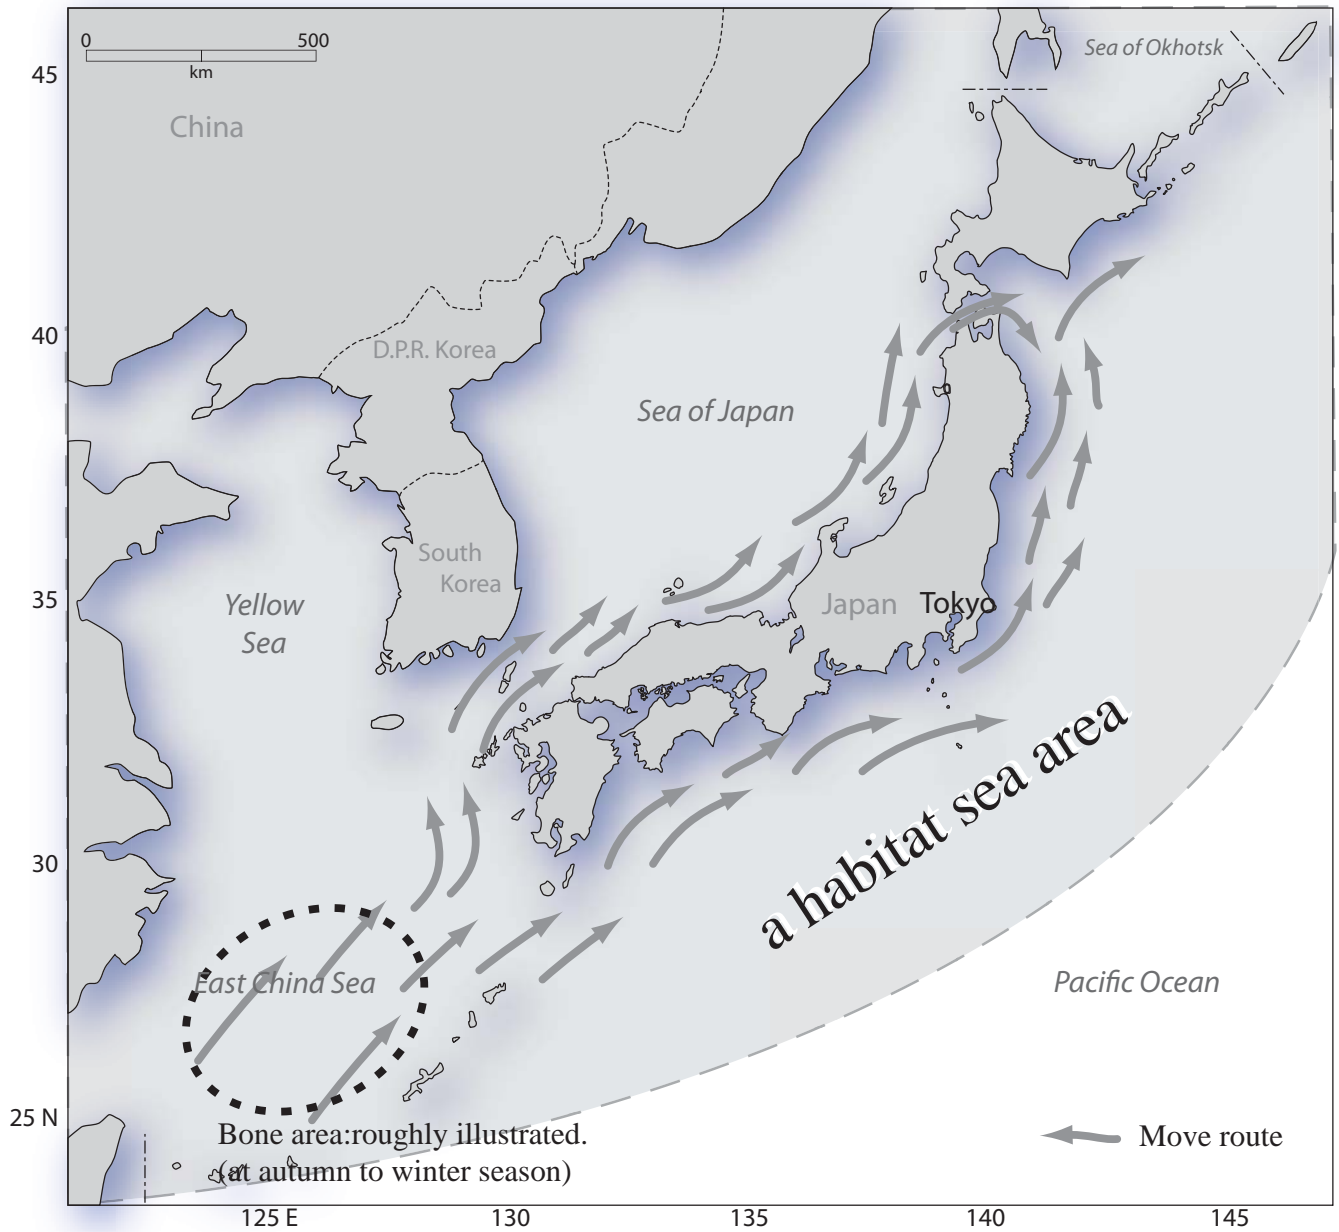 0 500
km
Sea of Okhotsk
45
China
40
D.P.R. Korea
Sea of Japan
South
Korea
35
Yellow
Sea
Japan
Tokyo
a habitat sea area
30
East China Sea
Pacific Ocean
25 N
Bone area:roughly illustrated.
(at autumn to winter season)
Move route
125 E 130 135 140 145